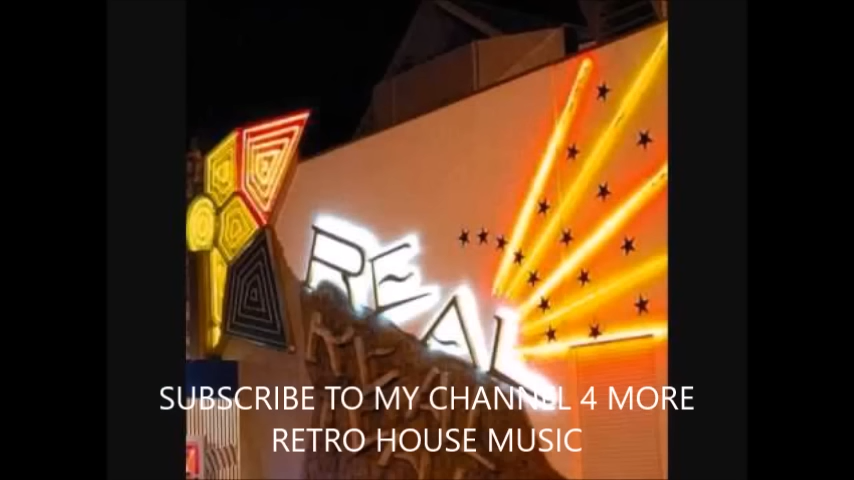 REAL
SUBSCRIBE TO MY CHANNEL 4 MORE
RETRO HOUSE MUSIC